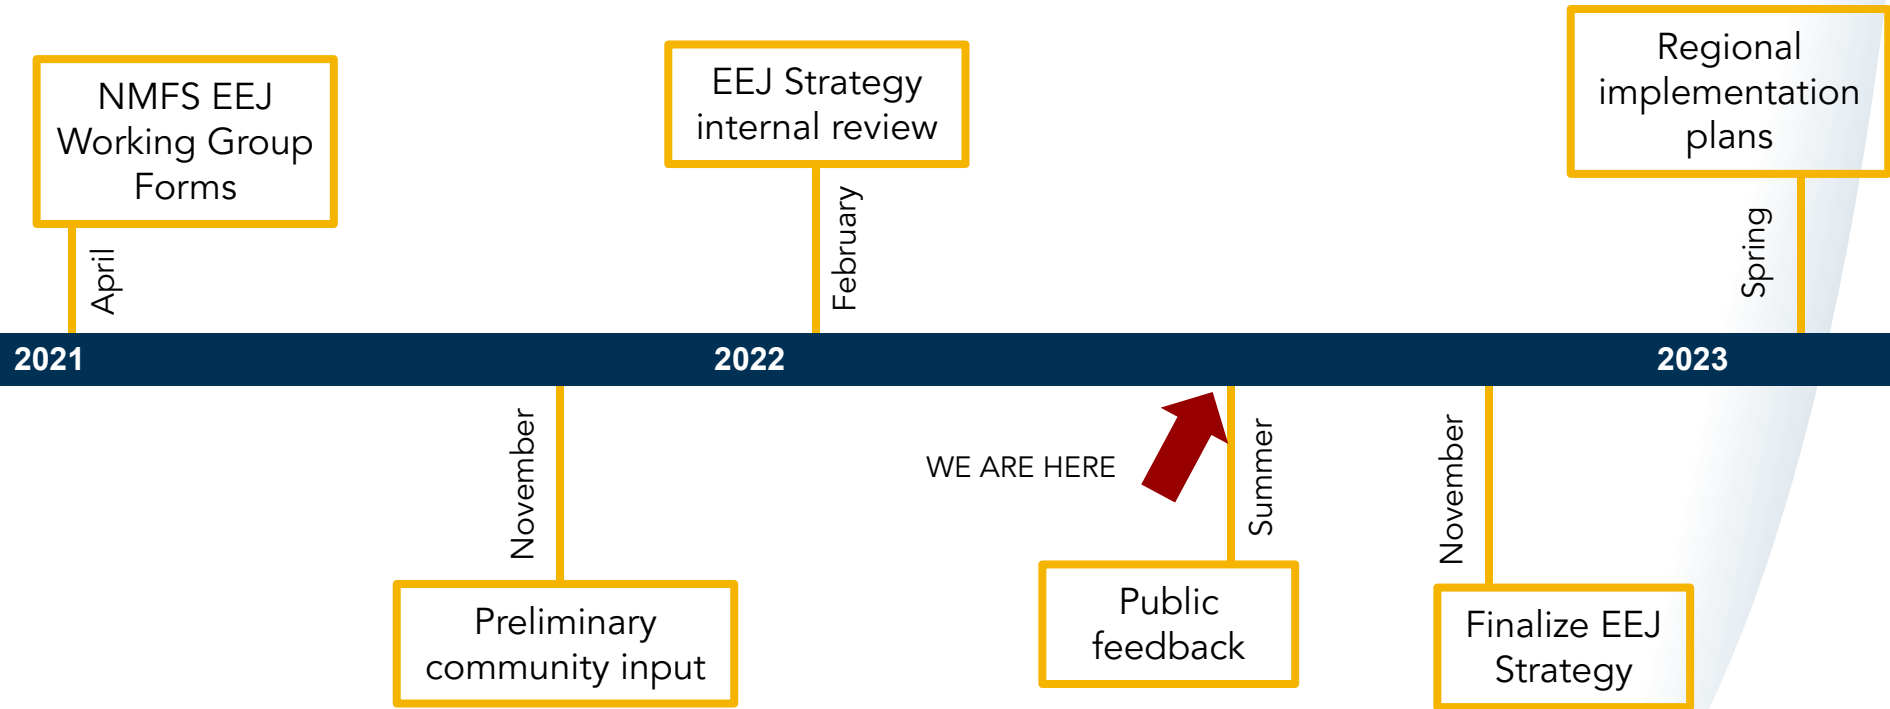 NMFS EEJ
Working Group
Forms
April
EEJ Strategy
internal review
February
Regional
implementation
plans
Spring
2021
2022
2023
November
Preliminary
community input
WE ARE HERE
Summer
Public
feedback
November
Finalize EEJ
Strategy